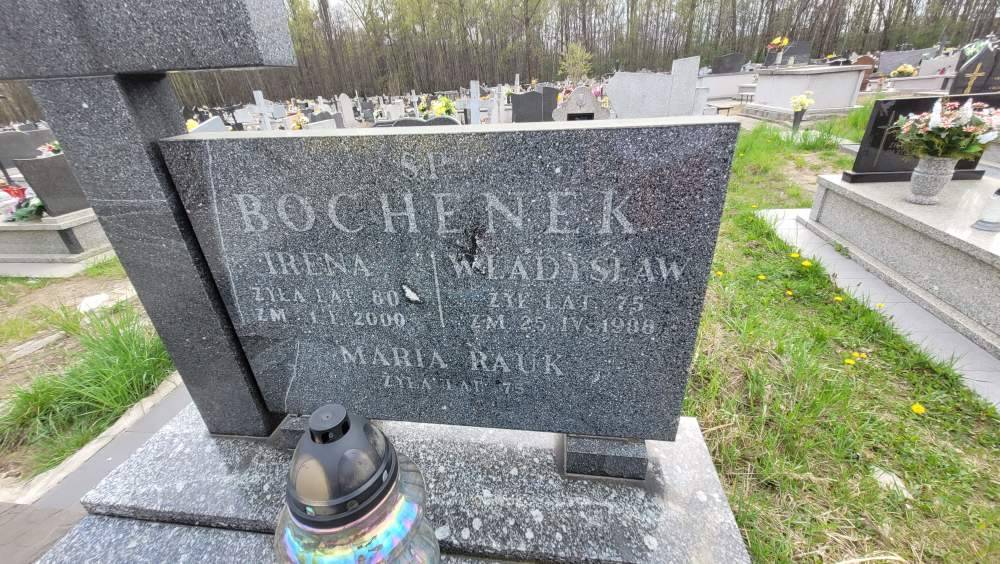 ŚP
BOCHENEK
IRENA
ŻYŁA LAT 80
ZM. 1.I.2000
WŁADYSŁAW
ŻYŁ LAT 75
ZM 25.IV.1988
MARIA RAUK
ŻYŁA LAT 75